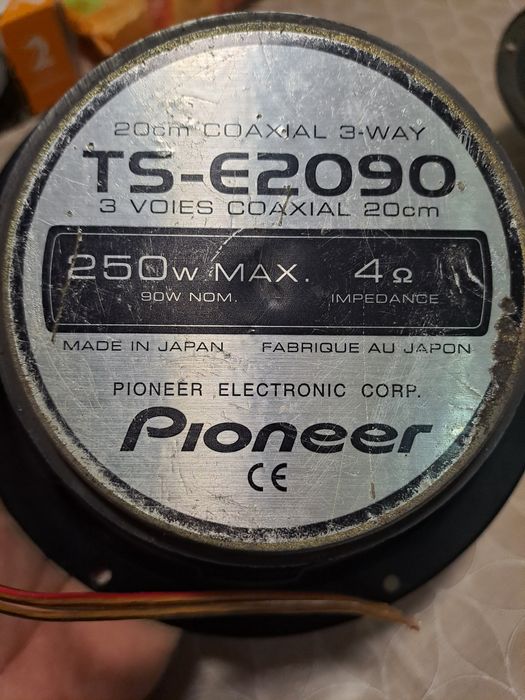 2
20cm COAXIAL 3-WAY
TS-E2090
3 VOIES COAXIAL 20cm
250W MAX. 4Ω
90W NOM. IMPEDANCE
MADE IN JAPAN FABRIQUE AU JAPON
PIONEER ELECTRONIC CORP.
Pioneer
CE